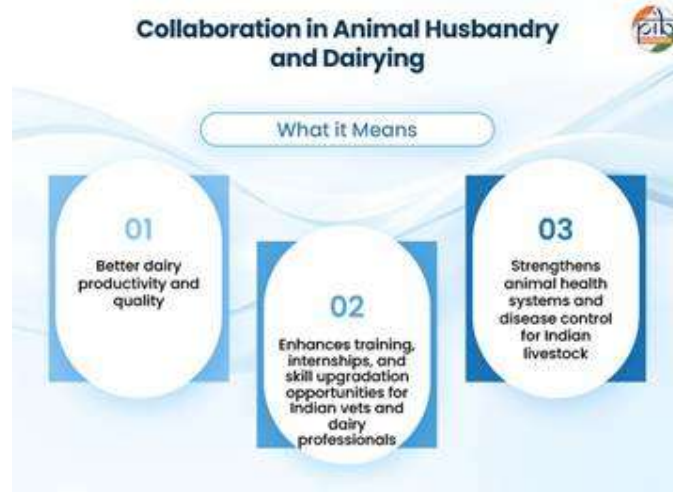 Collaboration in Animal Husbandry
and Dairying
pib
What it Means
01
Better dairy
productivity and
quality
02
Enhances training,
internships, and
skill upgradation
opportunities for
Indian vets and
dairy
professionals
03
Strengthens
animal health
systems and
disease control
for Indian
livestock